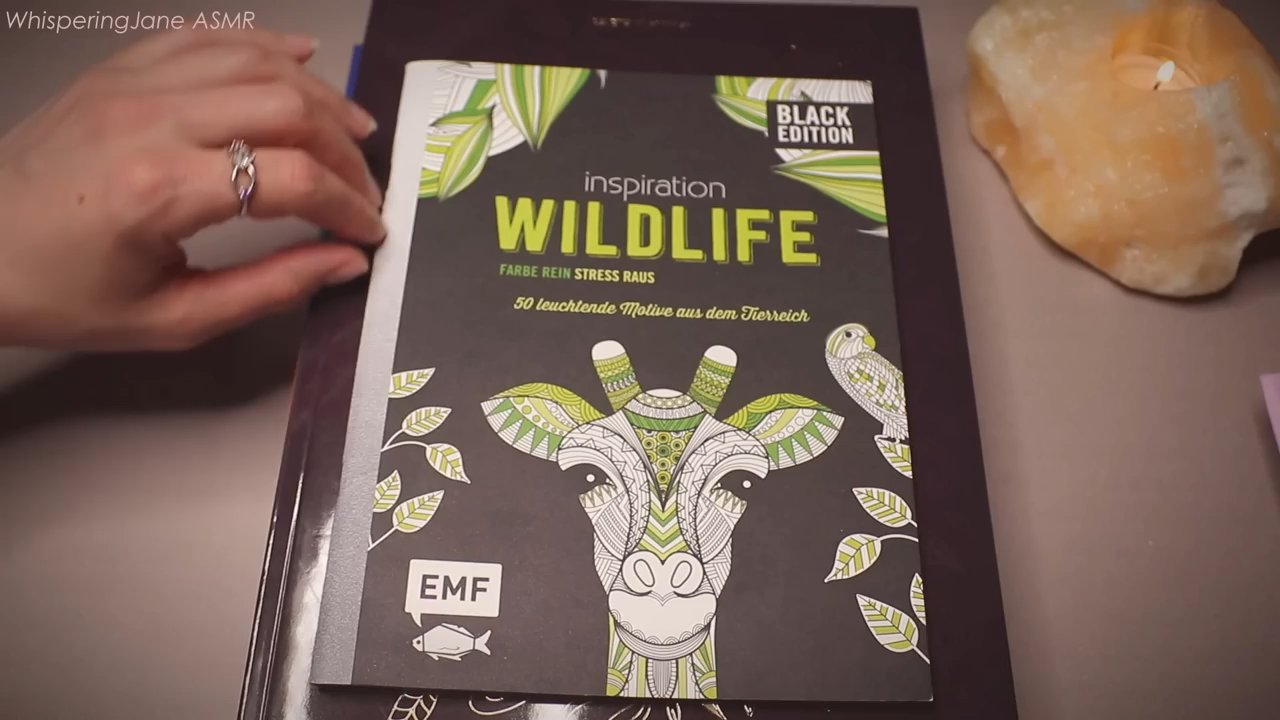 WhisperingJane ASMR
BLACK
EDITION
inspiration
WILDLIFE
FARBE REIN STRESS RAUS
50 leuchtende Motive aus dem Tierreich
EMF